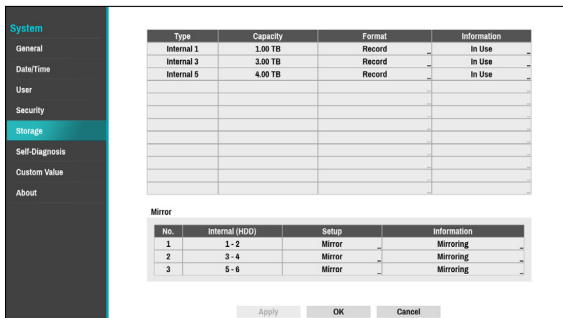 System
General
Date/Time
User
Security
Storage
Self-Diagnosis
Custom Value
About
Type Capacity Format Information
Internal 1 1.00 TB Record ... In Use ...
Internal 3 3.00 TB Record ... In Use ...
Internal 5 4.00 TB Record ... In Use ...
Mirror
No. Internal (HDD) Setup Information
1 1 - 2 Mirror ... Mirroring ...
2 3 - 4 Mirror ... Mirroring ...
3 5 - 6 Mirror ... Mirroring ...
Apply OK Cancel